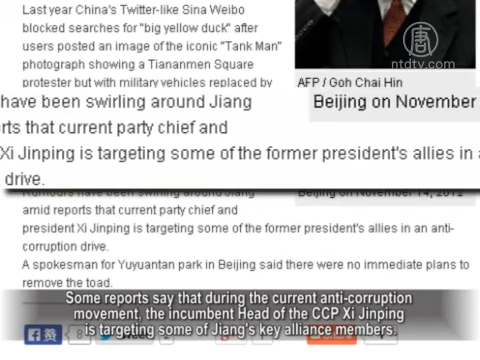 Last year China's Twitter-like Sina Weibo
blocked searches for "big yellow duck" after
users posted an image of the iconic "Tank Man"
photograph showing a Tiananmen Square
protester but with military vehicles replaced by
唐
ntdtv.com
AFP / Goh Chai Hin
have been swirling around Jiang
Beijing on November
rts that current party chief and
Xi Jinping is targeting some of the former president's allies in
drive.
Rumours have been swirling around Jiang
Beijing on November 14, 2012
amid reports that current party chief and
president Xi Jinping is targeting some of the former president's allies in an anti-
corruption drive.
A spokesman for Yuyuantan park in Beijing said there were no immediate plans to
remove the toad.
Some reports say that during the current anti-corruption
movement, the incumbent Head of the CCP Xi Jinping
is targeting some of Jiang's key alliance members.